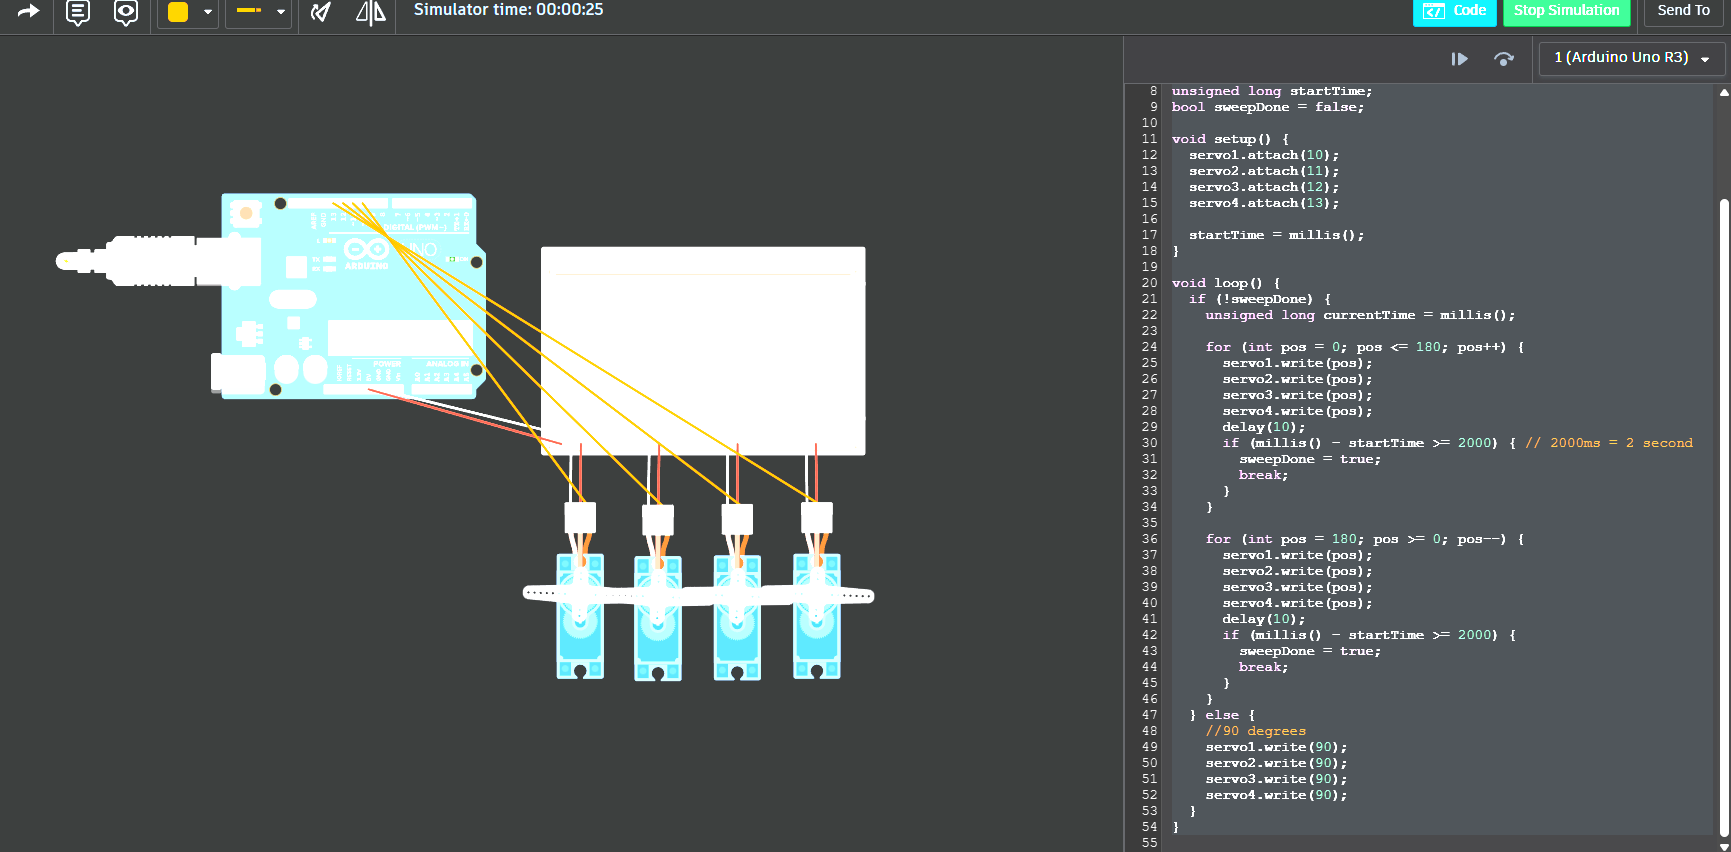 Simulator time: 00:00:25
Code
Stop Simulation
Send To
1 (Arduino Uno R3)
DIGITAL (PWM~)
UNO
ARDUINO
POWER
ANALOG IN
8 unsigned long startTime;
9 bool sweepDone = false;
10
11 void setup() {
12 servo1.attach(10);
13 servo2.attach(11);
14 servo3.attach(12);
15 servo4.attach(13);
16
17 startTime = millis();
18 }
19
20 void loop() {
21 if (!sweepDone) {
22 unsigned long currentTime = millis();
23
24 for (int pos = 0; pos <= 180; pos++) {
25 servo1.write(pos);
26 servo2.write(pos);
27 servo3.write(pos);
28 servo4.write(pos);
29 delay(10);
30 if (millis() - startTime >= 2000) { // 2000ms = 2 second
31 sweepDone = true;
32 break;
33 }
34 }
35
36 for (int pos = 180; pos >= 0; pos--) {
37 servo1.write(pos);
38 servo2.write(pos);
39 servo3.write(pos);
40 servo4.write(pos);
41 delay(10);
42 if (millis() - startTime >= 2000) {
43 sweepDone = true;
44 break;
45 }
46 }
47 } else {
48 //90 degrees
49 servo1.write(90);
50 servo2.write(90);
51 servo3.write(90);
52 servo4.write(90);
53 }
54 }
55